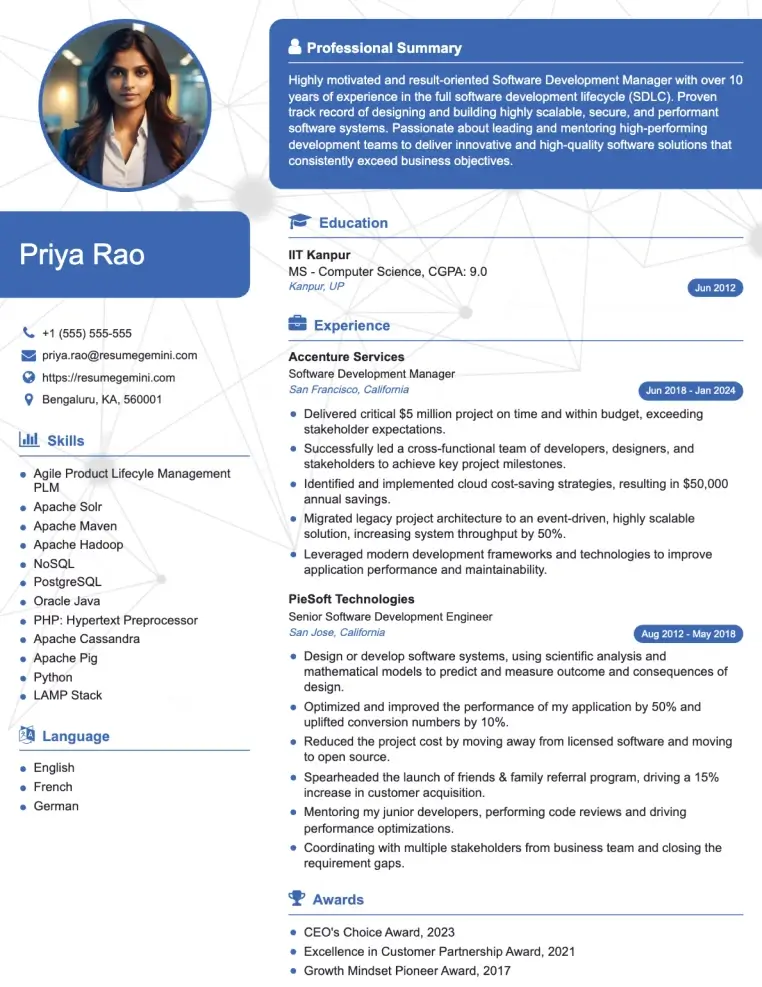 Priya Rao
+1 (555) 555-555
priya.rao@resumegemini.com
https://resumegemini.com
Bengaluru, KA, 560001
Skills
Agile Product Lifecyle Management
PLM
Apache Solr
Apache Maven
Apache Hadoop
NoSQL
PostgreSQL
Oracle Java
PHP: Hypertext Preprocessor
Apache Cassandra
Apache Pig
Python
LAMP Stack
Language
English
French
German
Professional Summary
Highly motivated and result-oriented Software Development Manager with over 10
years of experience in the full software development lifecycle (SDLC). Proven
track record of designing and building highly scalable, secure, and performant
software systems. Passionate about leading and mentoring high-performing
development teams to deliver innovative and high-quality software solutions that
consistently exceed business objectives.
Education
IIT Kanpur
MS - Computer Science, CGPA: 9.0
Kanpur, UP
Jun 2012
Experience
Accenture Services
Software Development Manager
San Francisco, California
Jun 2018 - Jan 2024
Delivered critical $5 million project on time and within budget, exceeding
stakeholder expectations.
Successfully led a cross-functional team of developers, designers, and
stakeholders to achieve key project milestones.
Identified and implemented cloud cost-saving strategies, resulting in $50,000
annual savings.
Migrated legacy project architecture to an event-driven, highly scalable
solution, increasing system throughput by 50%.
Leveraged modern development frameworks and technologies to improve
application performance and maintainability.
PieSoft Technologies
Senior Software Development Engineer
San Jose, California
Aug 2012 - May 2018
Design or develop software systems, using scientific analysis and
mathematical models to predict and measure outcome and consequences of
design.
Optimized and improved the performance of my application by 50% and
uplifted conversion numbers by 10%.
Reduced the project cost by moving away from licensed software and moving
to open source.
Spearheaded the launch of friends & family referral program, driving a 15%
increase in customer acquisition.
Mentoring my junior developers, performing code reviews and driving
performance optimizations.
Coordinating with multiple stakeholders from business team and closing the
requirement gaps.
Awards
CEO's Choice Award, 2023
Excellence in Customer Partnership Award, 2021
Growth Mindset Pioneer Award, 2017